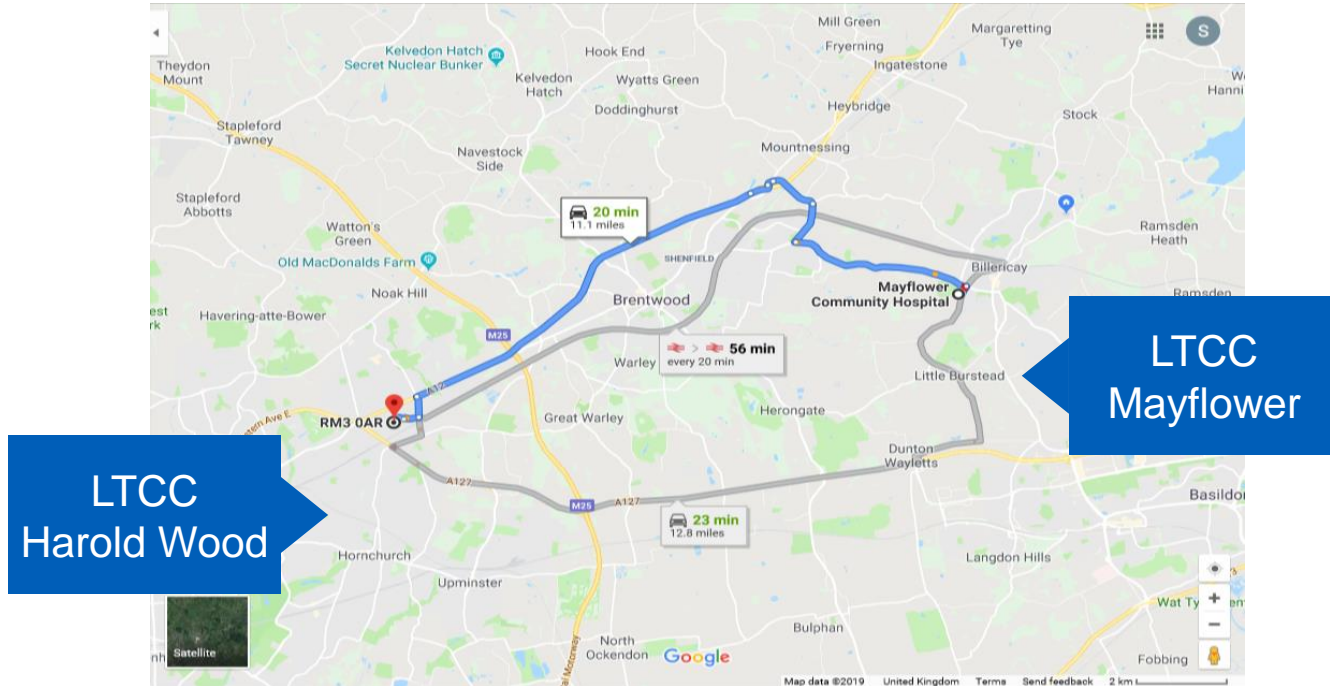 Mill Green
Margaretting
Tye
S
Kelvedon Hatch
Secret Nuclear Bunker
Hook End
Fryerning
Theydon
Mount
Kelvedon
Hatch
Wyatts Green
Ingatestone
Doddinghurst
Heybridge
Stock
Stapleford
Tawney
Navestock
Side
Mountnessing
Stapleford
Abbotts
20 min
11.1 miles
Watton's
Green
Ramsden
Heath
Old MacDonalds Farm
SHENFIELD
Billericay
Noak Hill
Brentwood
Mayflower
Community Hospital
Ramsden
Havering-atte-Bower
M25
56 min
every 20 min
Warley
Little Burstead
LTCC
Mayflower
A12
RM3 0AR
Great Warley
Herongate
Dunton
Wayletts
LTCC
Harold Wood
A127
M25
A127
23 min
12.8 miles
Hornchurch
Langdon Hills
Upminster
Satellite
North
Ockendon
Bulphan
Google
Fobbing
Map data ©2019 United Kingdom Terms Send feedback 2 km